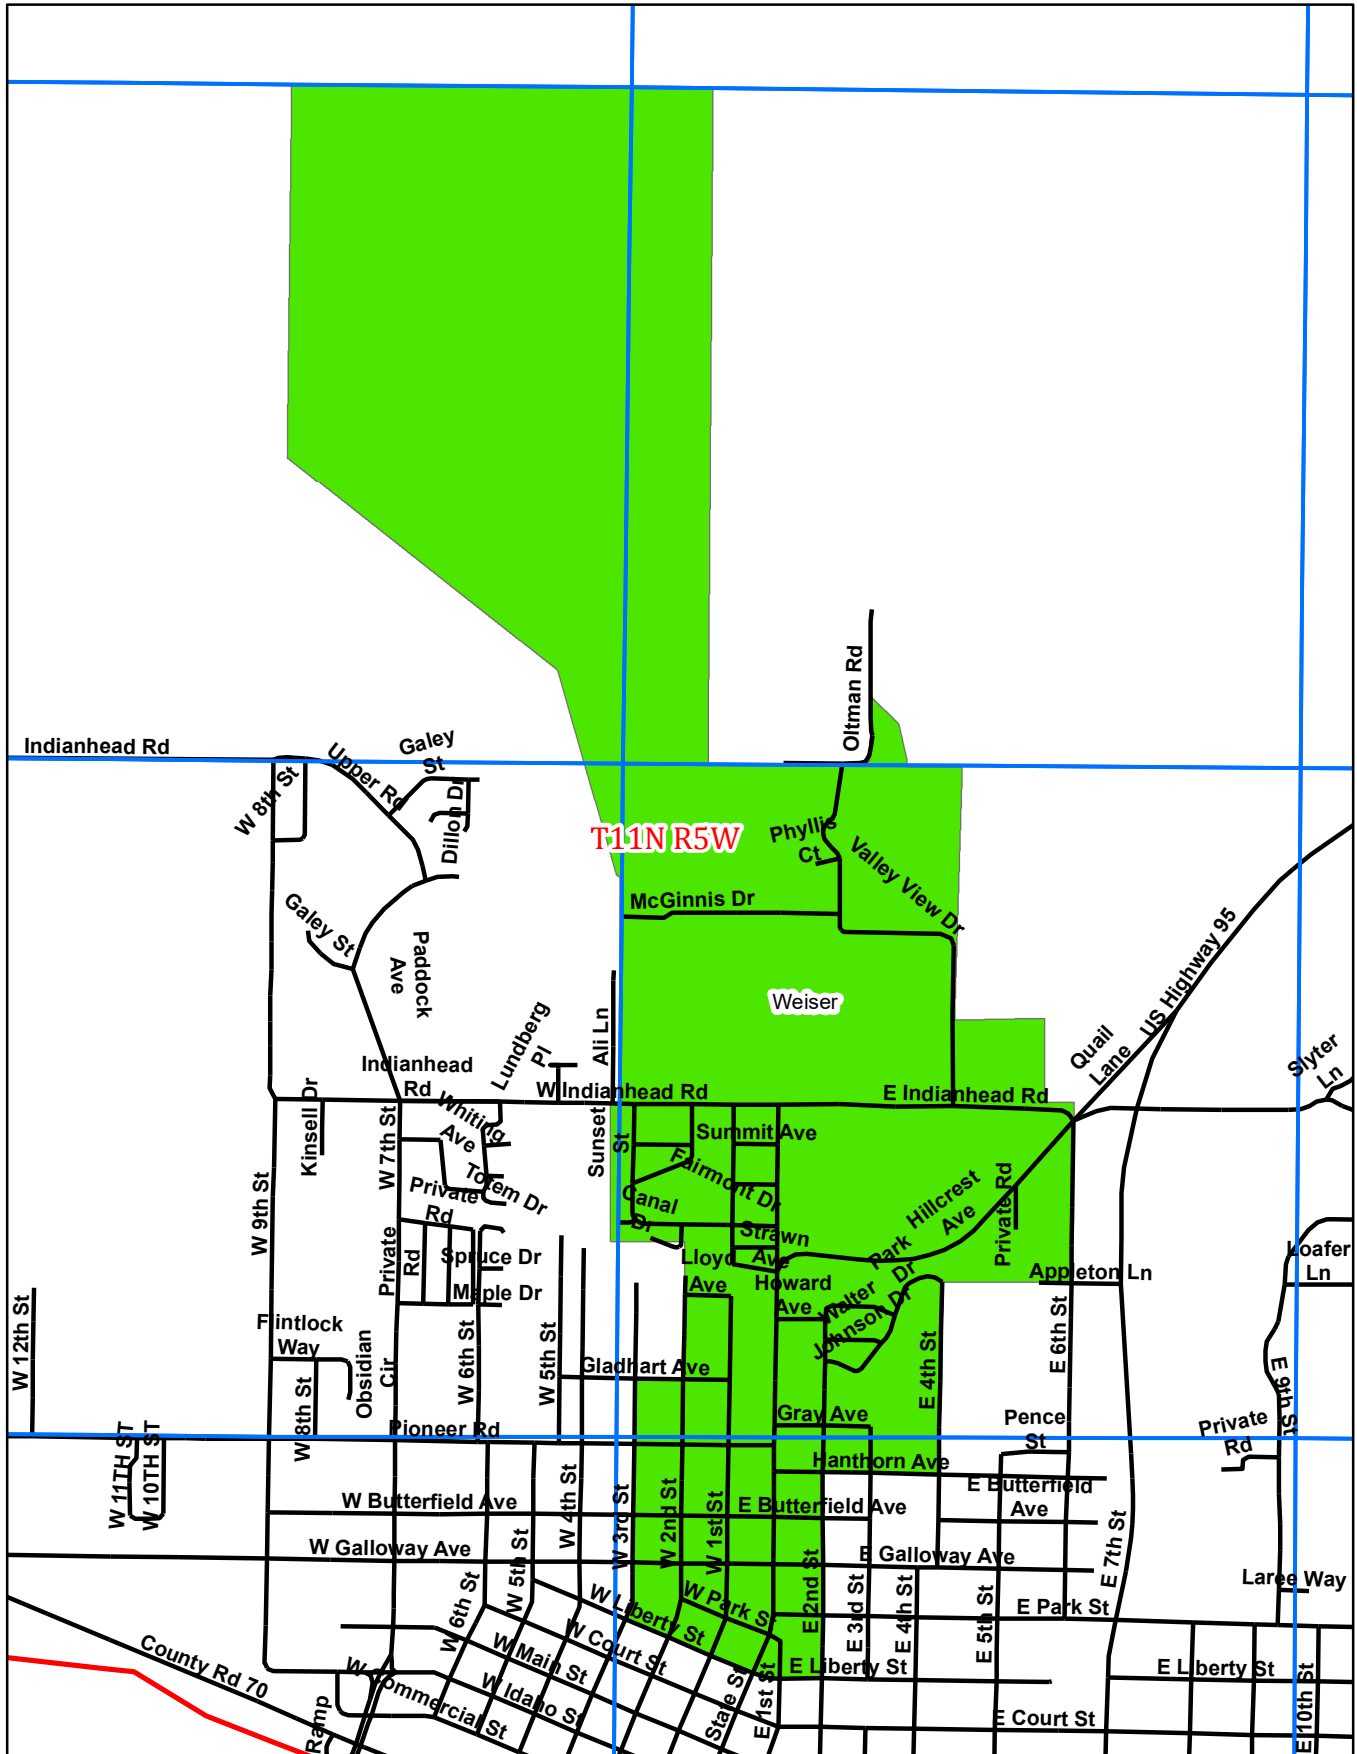 Oltman Rd
Indianhead Rd
Upper Rd
Galey
St
W 8th St
Dillon Dr
T11N R5W
Phyllis
Ct
Valley View Dr
McGinnis Dr
Galey St
Paddock
Ave
US Highway 95
Weiser
Lundberg
Pl
Ali Ln
Quail
Lane
Slyter
Ln
Indianhead
Rd
W Indianhead Rd
E Indianhead Rd
Kinsell Dr
W 7th St
Whiting
Ave
Sunset
St
Summit Ave
Totem Dr
Fairmont Dr
Private
Rd
Canal
Dr
Hillcrest
Ave
Private Rd
W 9th St
Private
Rd
Spruce Dr
Strawn
Ave
Park
Dr
Lloyd
Ave
Loafer
Ln
Maple Dr
Howard
Ave
Walter
Johnson Dr
Appleton Ln
W 12th St
Flintlock
Way
Obsidian
Cir
W 6th St
W 5th St
Gladhart Ave
E 4th St
E 6th St
E 9th St
W 8th St
Pioneer Rd
Gray Ave
Pence
St
Private
Rd
W 11TH ST
W 10TH ST
Hanthorn Ave
W Butterfield Ave
W 4th St
W 3rd St
W 2nd St
W 1st St
E Butterfield Ave
E Butterfield
Ave
W Galloway Ave
W 5th St
E Galloway Ave
E 7th St
Laree Way
W 6th St
W Liberty St
W Park St
E 2nd St
E 3rd St
E 4th St
E 5th St
E Park St
County Rd 70
W Main St
W Court St
E Liberty St
E Liberty St
W Commercial St
W Idaho St
State St
E 1st St
E Court St
E 10th St
Ramp